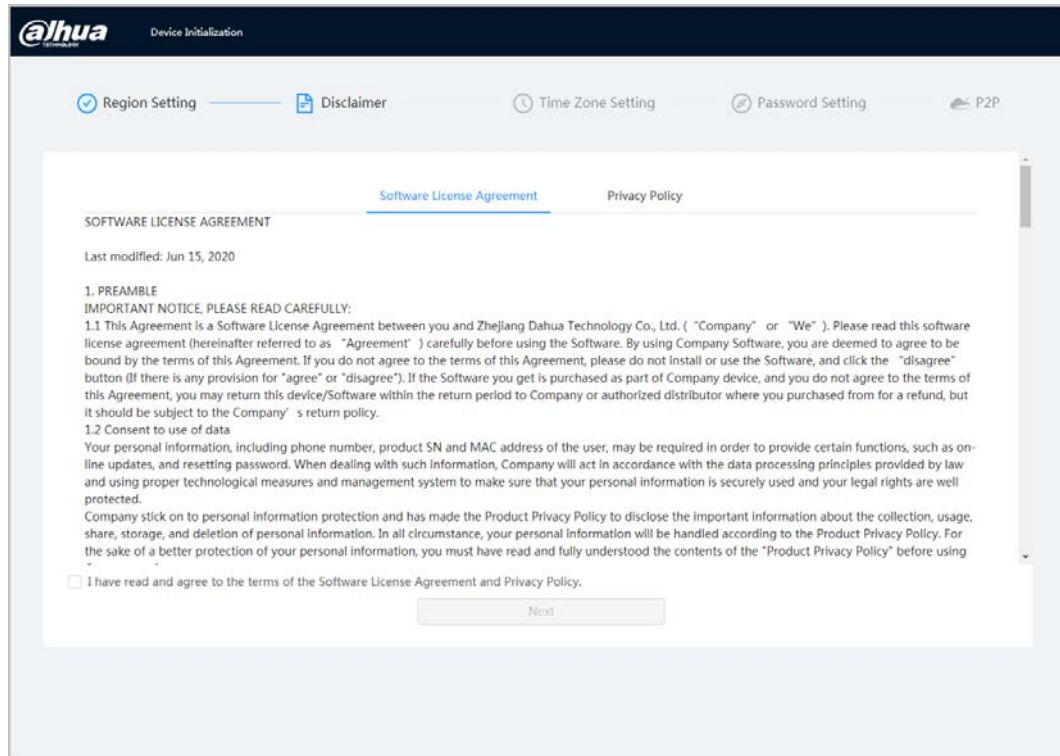 alhua
TECHNOLOGY
Device Initialization
Region Setting
Disclaimer
Time Zone Setting
Password Setting
P2P
Software License Agreement
Privacy Policy
SOFTWARE LICENSE AGREEMENT
Last modified: Jun 15, 2020
1. PREAMBLE
IMPORTANT NOTICE, PLEASE READ CAREFULLY:
1.1 This Agreement is a Software License Agreement between you and Zhejiang Dahua Technology Co., Ltd. ( “Company” or “We” ). Please read this software
license agreement (hereinafter referred to as “Agreement’ ) carefully before using the Software. By using Company Software, you are deemed to agree to be
bound by the terms of this Agreement. If you do not agree to the terms of this Agreement, please do not install or use the Software, and click the “disagree”
button (If there is any provision for "agree" or "disagree"). If the Software you get is purchased as part of Company device, and you do not agree to the terms of
this Agreement, you may return this device/Software within the return period to Company or authorized distributor where you purchased from for a refund, but
it should be subject to the Company’ s return policy.
1.2 Consent to use of data
Your personal information, including phone number, product SN and MAC address of the user, may be required in order to provide certain functions, such as on-
line updates, and resetting password. When dealing with such information, Company will act in accordance with the data processing principles provided by law
and using proper technological measures and management system to make sure that your personal information is securely used and your legal rights are well
protected.
Company stick on to personal information protection and has made the Product Privacy Policy to disclose the important information about the collection, usage,
share, storage, and deletion of personal information. In all circumstance, your personal information will be handled according to the Product Privacy Policy. For
the sake of a better protection of your personal information, you must have read and fully understood the contents of the "Product Privacy Policy" before using
I have read and agree to the terms of the Software License Agreement and Privacy Policy.
Next